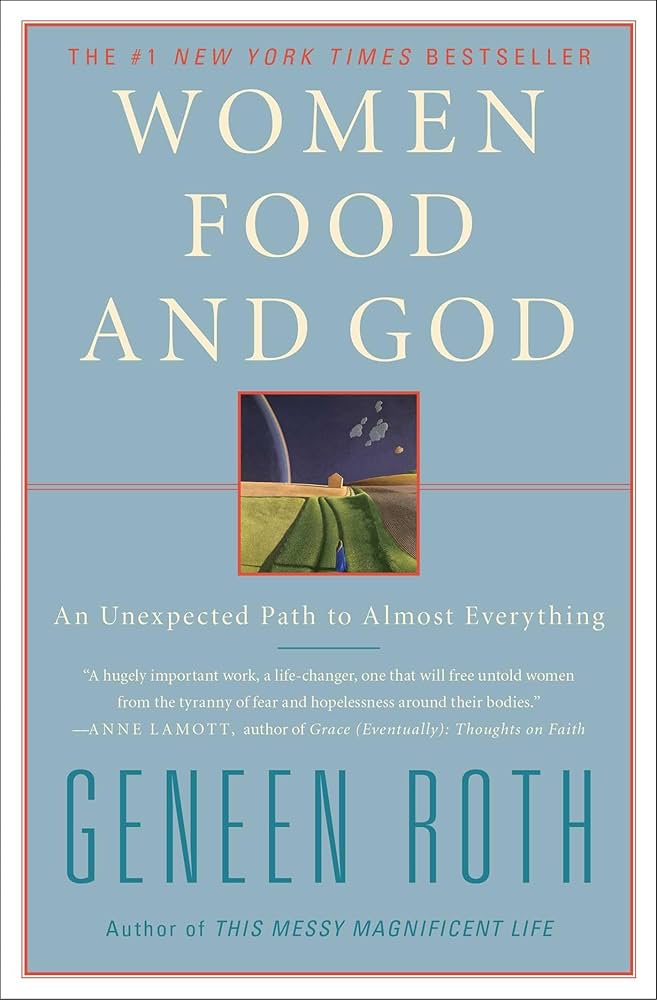 THE #1 NEW YORK TIMES BESTSELLER
WOMEN
FOOD
AND GOD
An Unexpected Path to Almost Everything
“A hugely important work, a life-changer, one that will free untold women
from the tyranny of fear and hopelessness around their bodies.”
—ANNE LAMOTT, author of Grace (Eventually): Thoughts on Faith
GENEEN ROTH
Author of THIS MESSY MAGNIFICENT LIFE